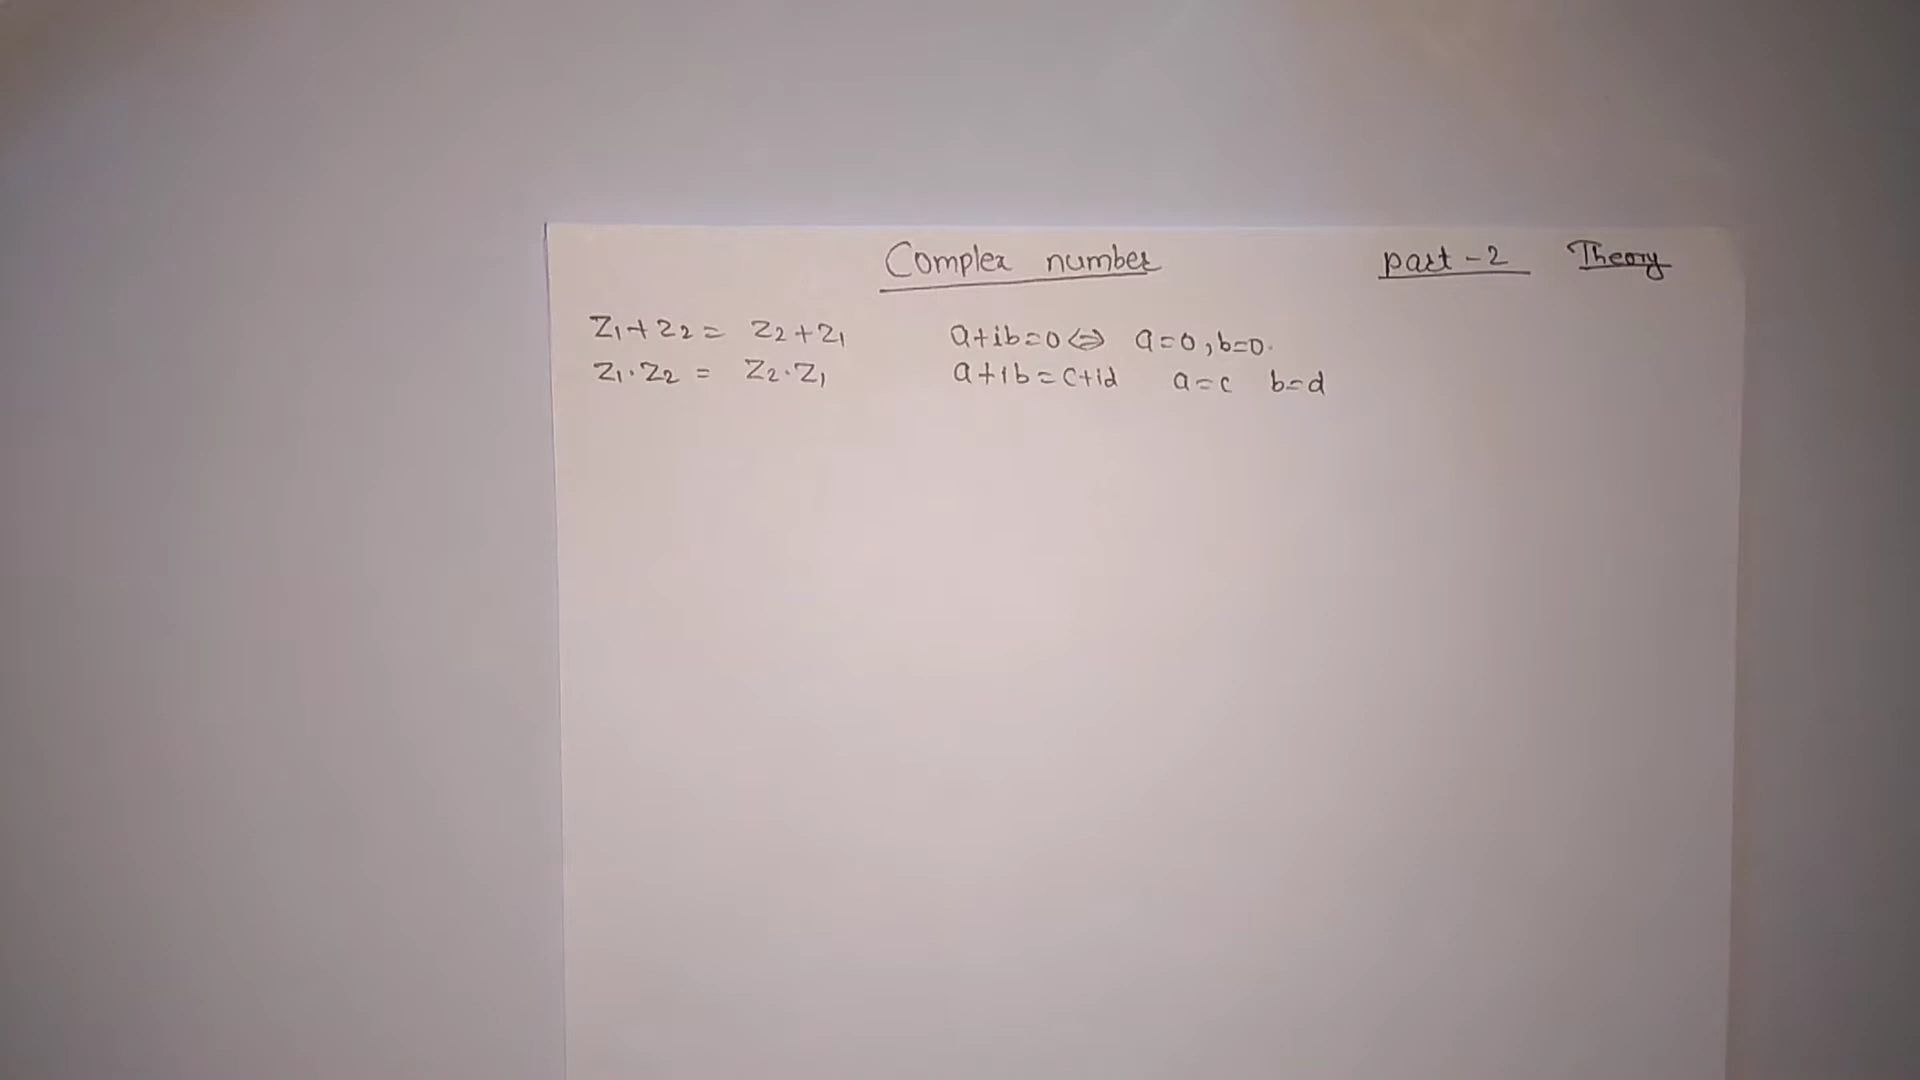 Complex number part-2 Theory
Z₁+Z₂= Z₂+Z₁ a+ib=0⇔ a=0, b=0.
Z₁·Z₂ = Z₂·Z₁ a+ib=c+id a=c b=d